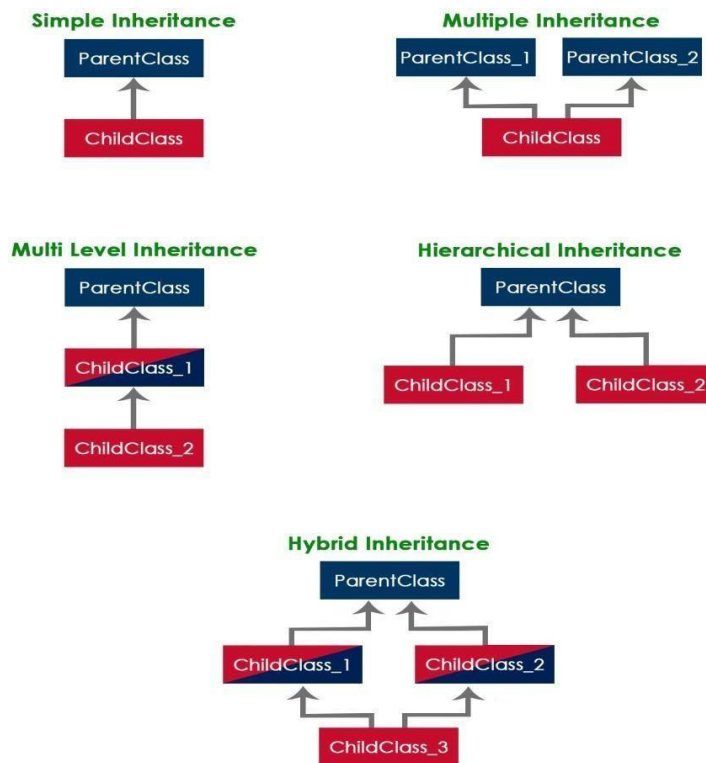 Simple Inheritance
ParentClass
ChildClass
Multiple Inheritance
ParentClass_1 ParentClass_2
ChildClass
Multi Level Inheritance
ParentClass
ChildClass_1
ChildClass_2
Hierarchical Inheritance
ParentClass
ChildClass_1 ChildClass_2
Hybrid Inheritance
ParentClass
ChildClass_1 ChildClass_2
ChildClass_3